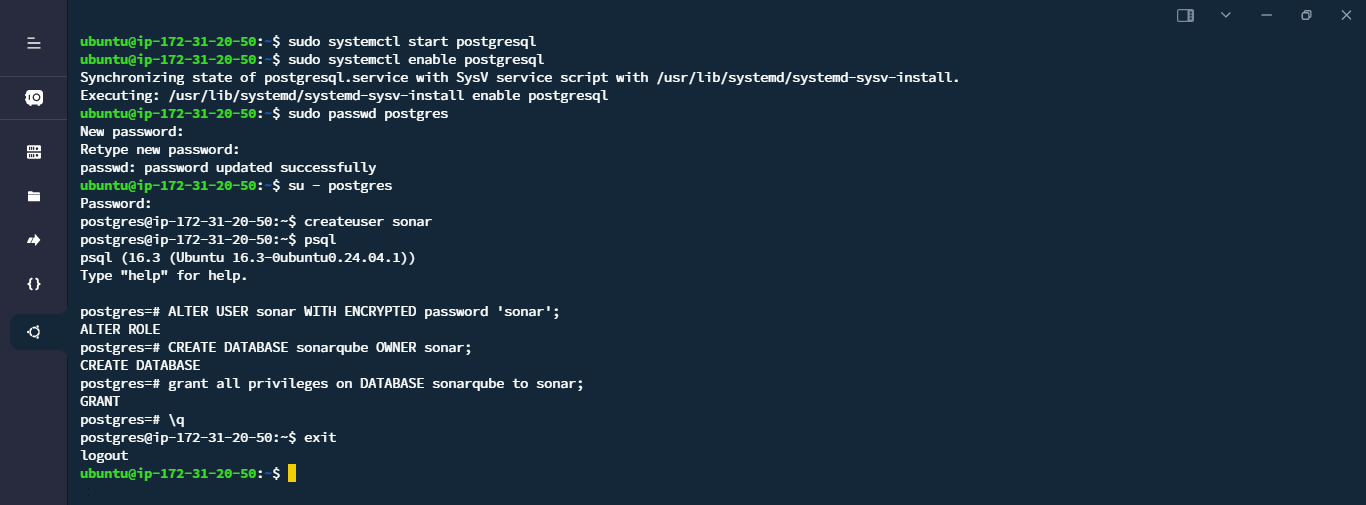 ubuntu@ip-172-31-20-50:~$ sudo systemctl start postgresql
ubuntu@ip-172-31-20-50:~$ sudo systemctl enable postgresql
Synchronizing state of postgresql.service with SysV service script with /usr/lib/systemd/systemd-sysv-install.
Executing: /usr/lib/systemd/systemd-sysv-install enable postgresql
ubuntu@ip-172-31-20-50:~$ sudo passwd postgres
New password:
Retype new password:
passwd: password updated successfully
ubuntu@ip-172-31-20-50:~$ su - postgres
Password:
postgres@ip-172-31-20-50:~$ createuser sonar
postgres@ip-172-31-20-50:~$ psql
psql (16.3 (Ubuntu 16.3-0ubuntu0.24.04.1))
Type "help" for help.
postgres=# ALTER USER sonar WITH ENCRYPTED password 'sonar';
ALTER ROLE
postgres=# CREATE DATABASE sonarqube OWNER sonar;
CREATE DATABASE
postgres=# grant all privileges on DATABASE sonarqube to sonar;
GRANT
postgres=# \q
postgres@ip-172-31-20-50:~$ exit
logout
ubuntu@ip-172-31-20-50:~$